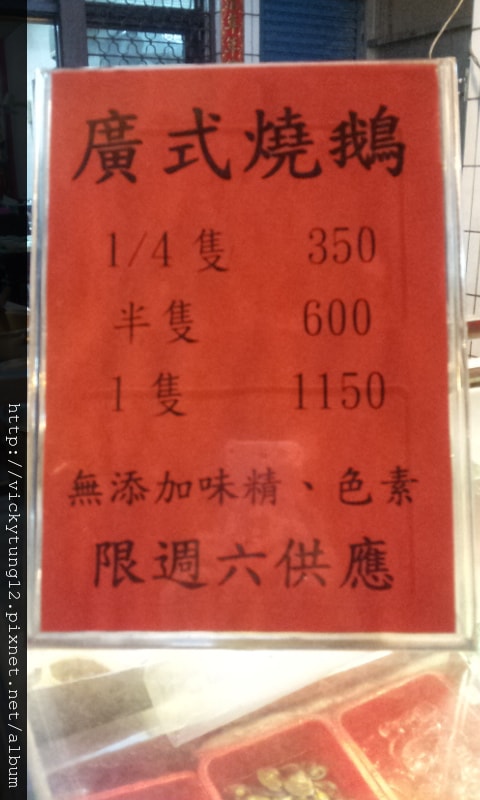 廣式燒鵝
1/4 隻 350
半隻 600
1 隻 1150
無添加味精、色素
限週六供應
http://vickytung12.pixnet.net/album